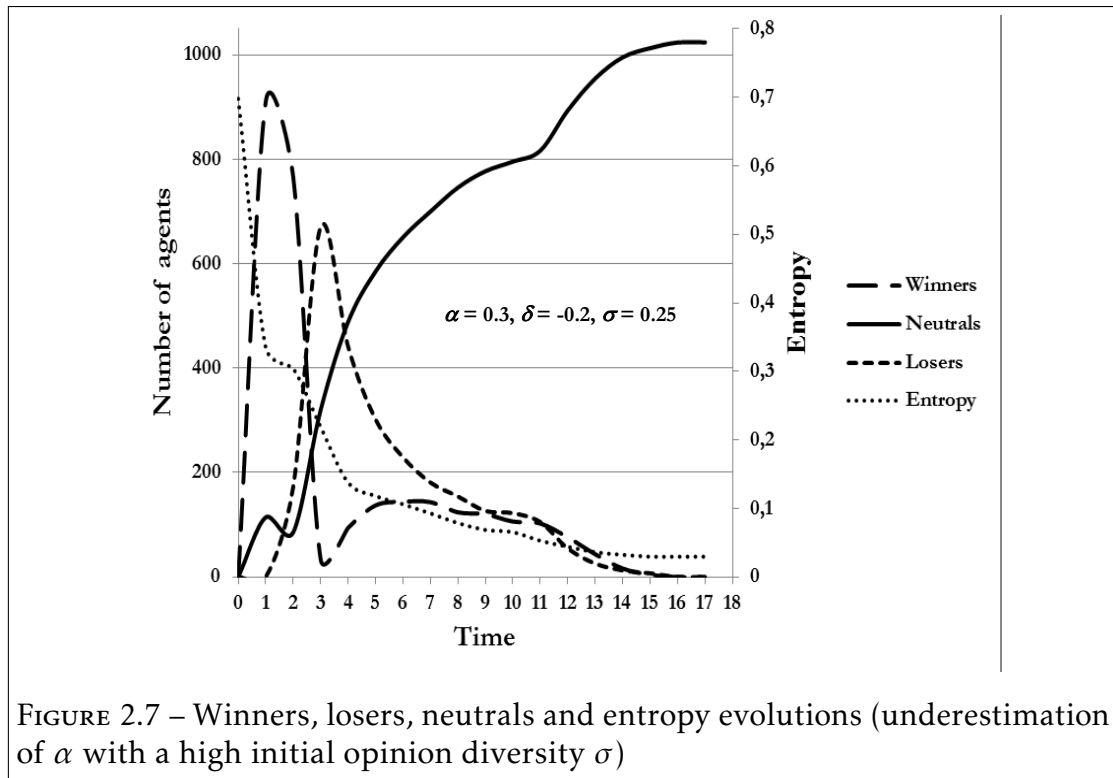 1000
800
600
400
200
0
Number of agents
0,8
0,7
0,6
0,5
0,4
0,3
0,2
0,1
0
Entropy
α = 0.3, δ = -0.2, σ = 0.25
0 1 2 3 4 5 6 7 8 9 10 11 12 13 14 15 16 17 18
Time
Winners
Neutrals
Losers
Entropy
FIGURE 2.7 – Winners, losers, neutrals and entropy evolutions (underestimation
of α with a high initial opinion diversity σ)